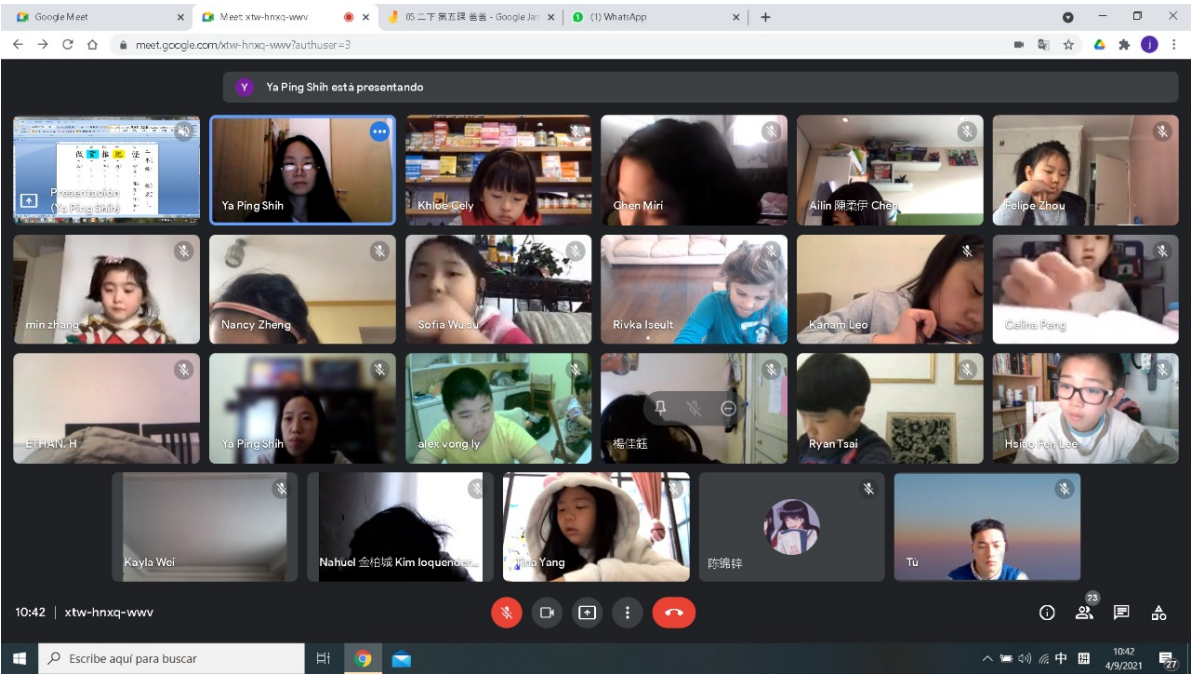 Google Meet
Meet: xtw-hnxq-wwv
05 二下 第五課 爸爸 - Google Jam
(1) WhatsApp
meet.google.com/xtw-hnxq-wwv?authuser=3
Y
Ya Ping Shih está presentando
Presentación
(Ya Ping Shih)
Ya Ping Shih
Khloe Cely
Chen Miri
Ailin 陳柔伊 Chen
Felipe Zhou
min zhang
Nancy Zheng
Sofia Wu su
Rivka Iseult
Kanam Leo
Celina Peng
ETHAN. H
Ya Ping Shih
alex vong ly
楊佳鈺
Ryan Tsai
Hsiao Fen Lee
Kayla Wei
Nahuel 金柏城 Kim loquender...
Tina Yang
陈锦锌
Tú
10:42 | xtw-hnxq-wwv
23
Escribe aquí para buscar
中
10:42
4/9/2021
27